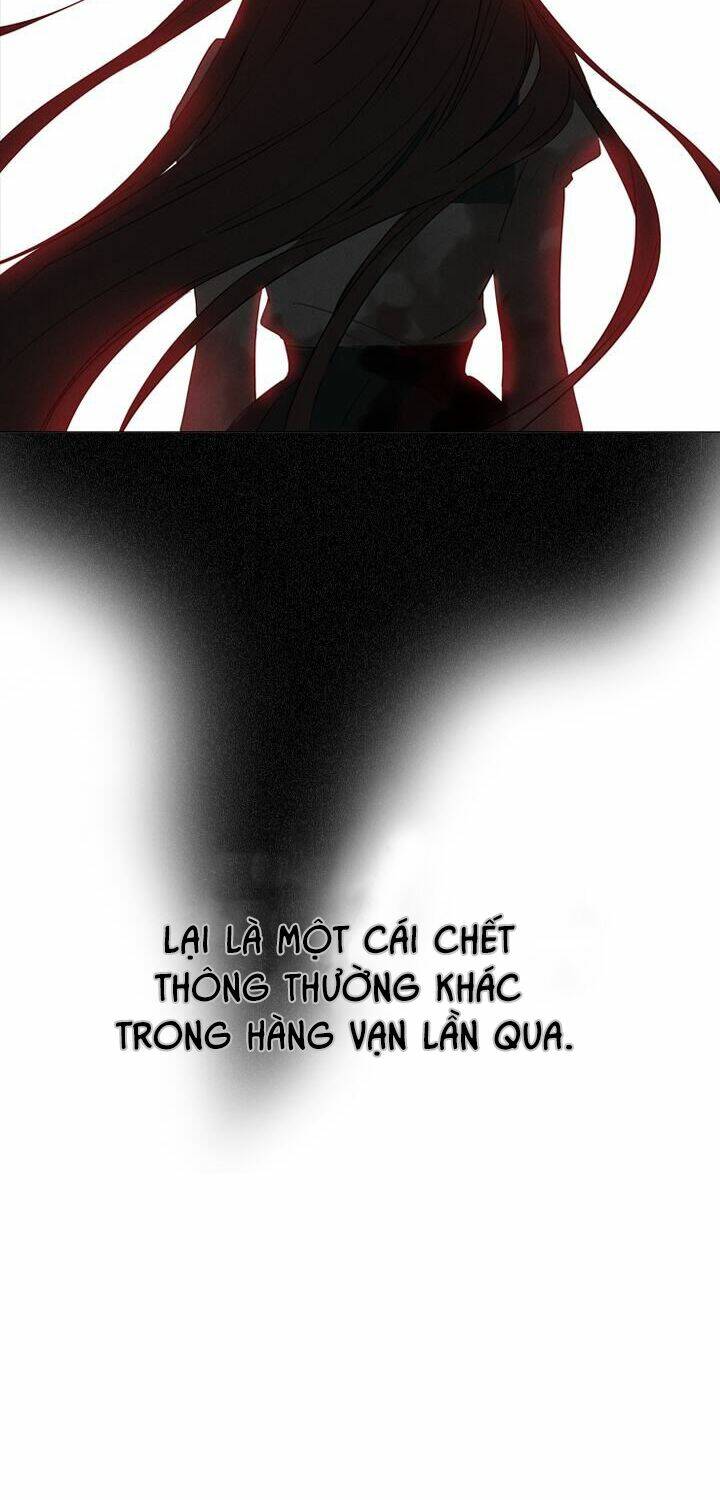 LẠI LÀ MỘT CÁI CHẾT
THÔNG THƯỜNG KHÁC
TRONG HÀNG VẠN LẦN QUA.